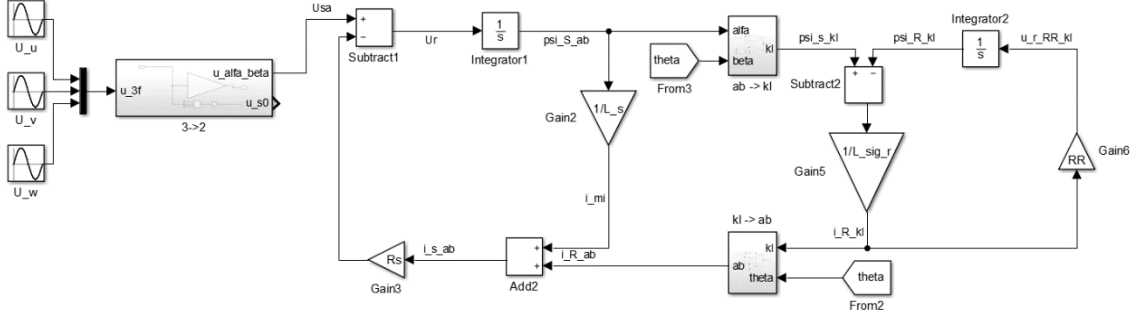 U_u
U_v
U_w
u_3f
u_alfa_beta
u_s0
3->2
Usa
+
−
Subtract1
Ur
1
s
Integrator1
psi_S_ab
theta
From3
alfa
beta
kl
ab -> kl
psi_s_kl
psi_R_kl
+ −
Subtract2
Integrator2
1
s
u_r_RR_kl
1/L_s
Gain2
1/L_sig_r
Gain5
RR
Gain6
i_mi
i_R_kl
kl -> ab
kl
ab
theta
theta
From2
i_R_ab
+
+
Add2
i_s_ab
Rs
Gain3